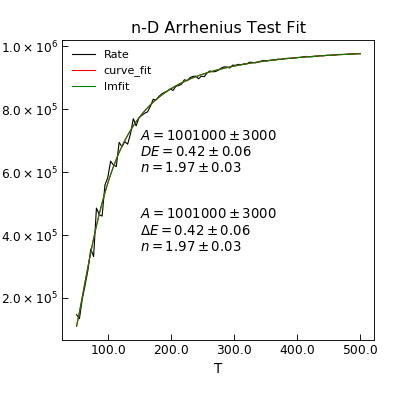 n-D Arrhenius Test Fit
1.0 × 10⁶
8.0 × 10⁵
6.0 × 10⁵
4.0 × 10⁵
2.0 × 10⁵
Rate
curve_fit
lmfit
A = 1001000 ± 3000
DE = 0.42 ± 0.06
n = 1.97 ± 0.03
A = 1001000 ± 3000
ΔE = 0.42 ± 0.06
n = 1.97 ± 0.03
100.0 200.0 300.0 400.0 500.0
T